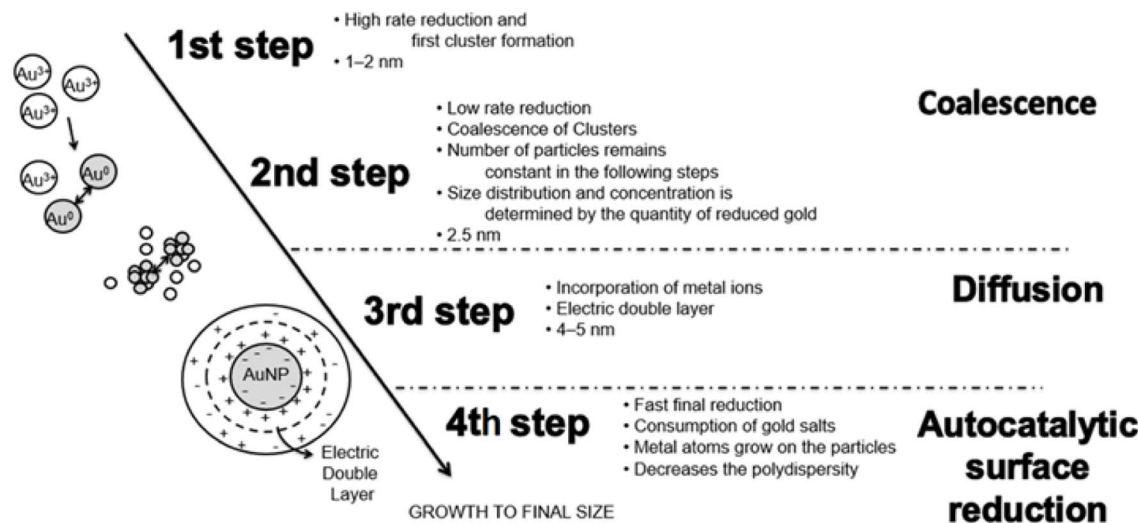 1st step
• High rate reduction and
first cluster formation
• 1–2 nm
Au3+
Au3+
Au3+
Au3+
Au0
Au0
2nd step
• Low rate reduction
• Coalescence of Clusters
• Number of particles remains
constant in the following steps
• Size distribution and concentration is
determined by the quantity of reduced gold
• 2.5 nm
Coalescence
3rd step
• Incorporation of metal ions
• Electric double layer
• 4–5 nm
Diffusion
AuNP
Electric
Double
Layer
4th step
• Fast final reduction
• Consumption of gold salts
• Metal atoms grow on the particles
• Decreases the polydispersity
Autocatalytic
surface
reduction
GROWTH TO FINAL SIZE